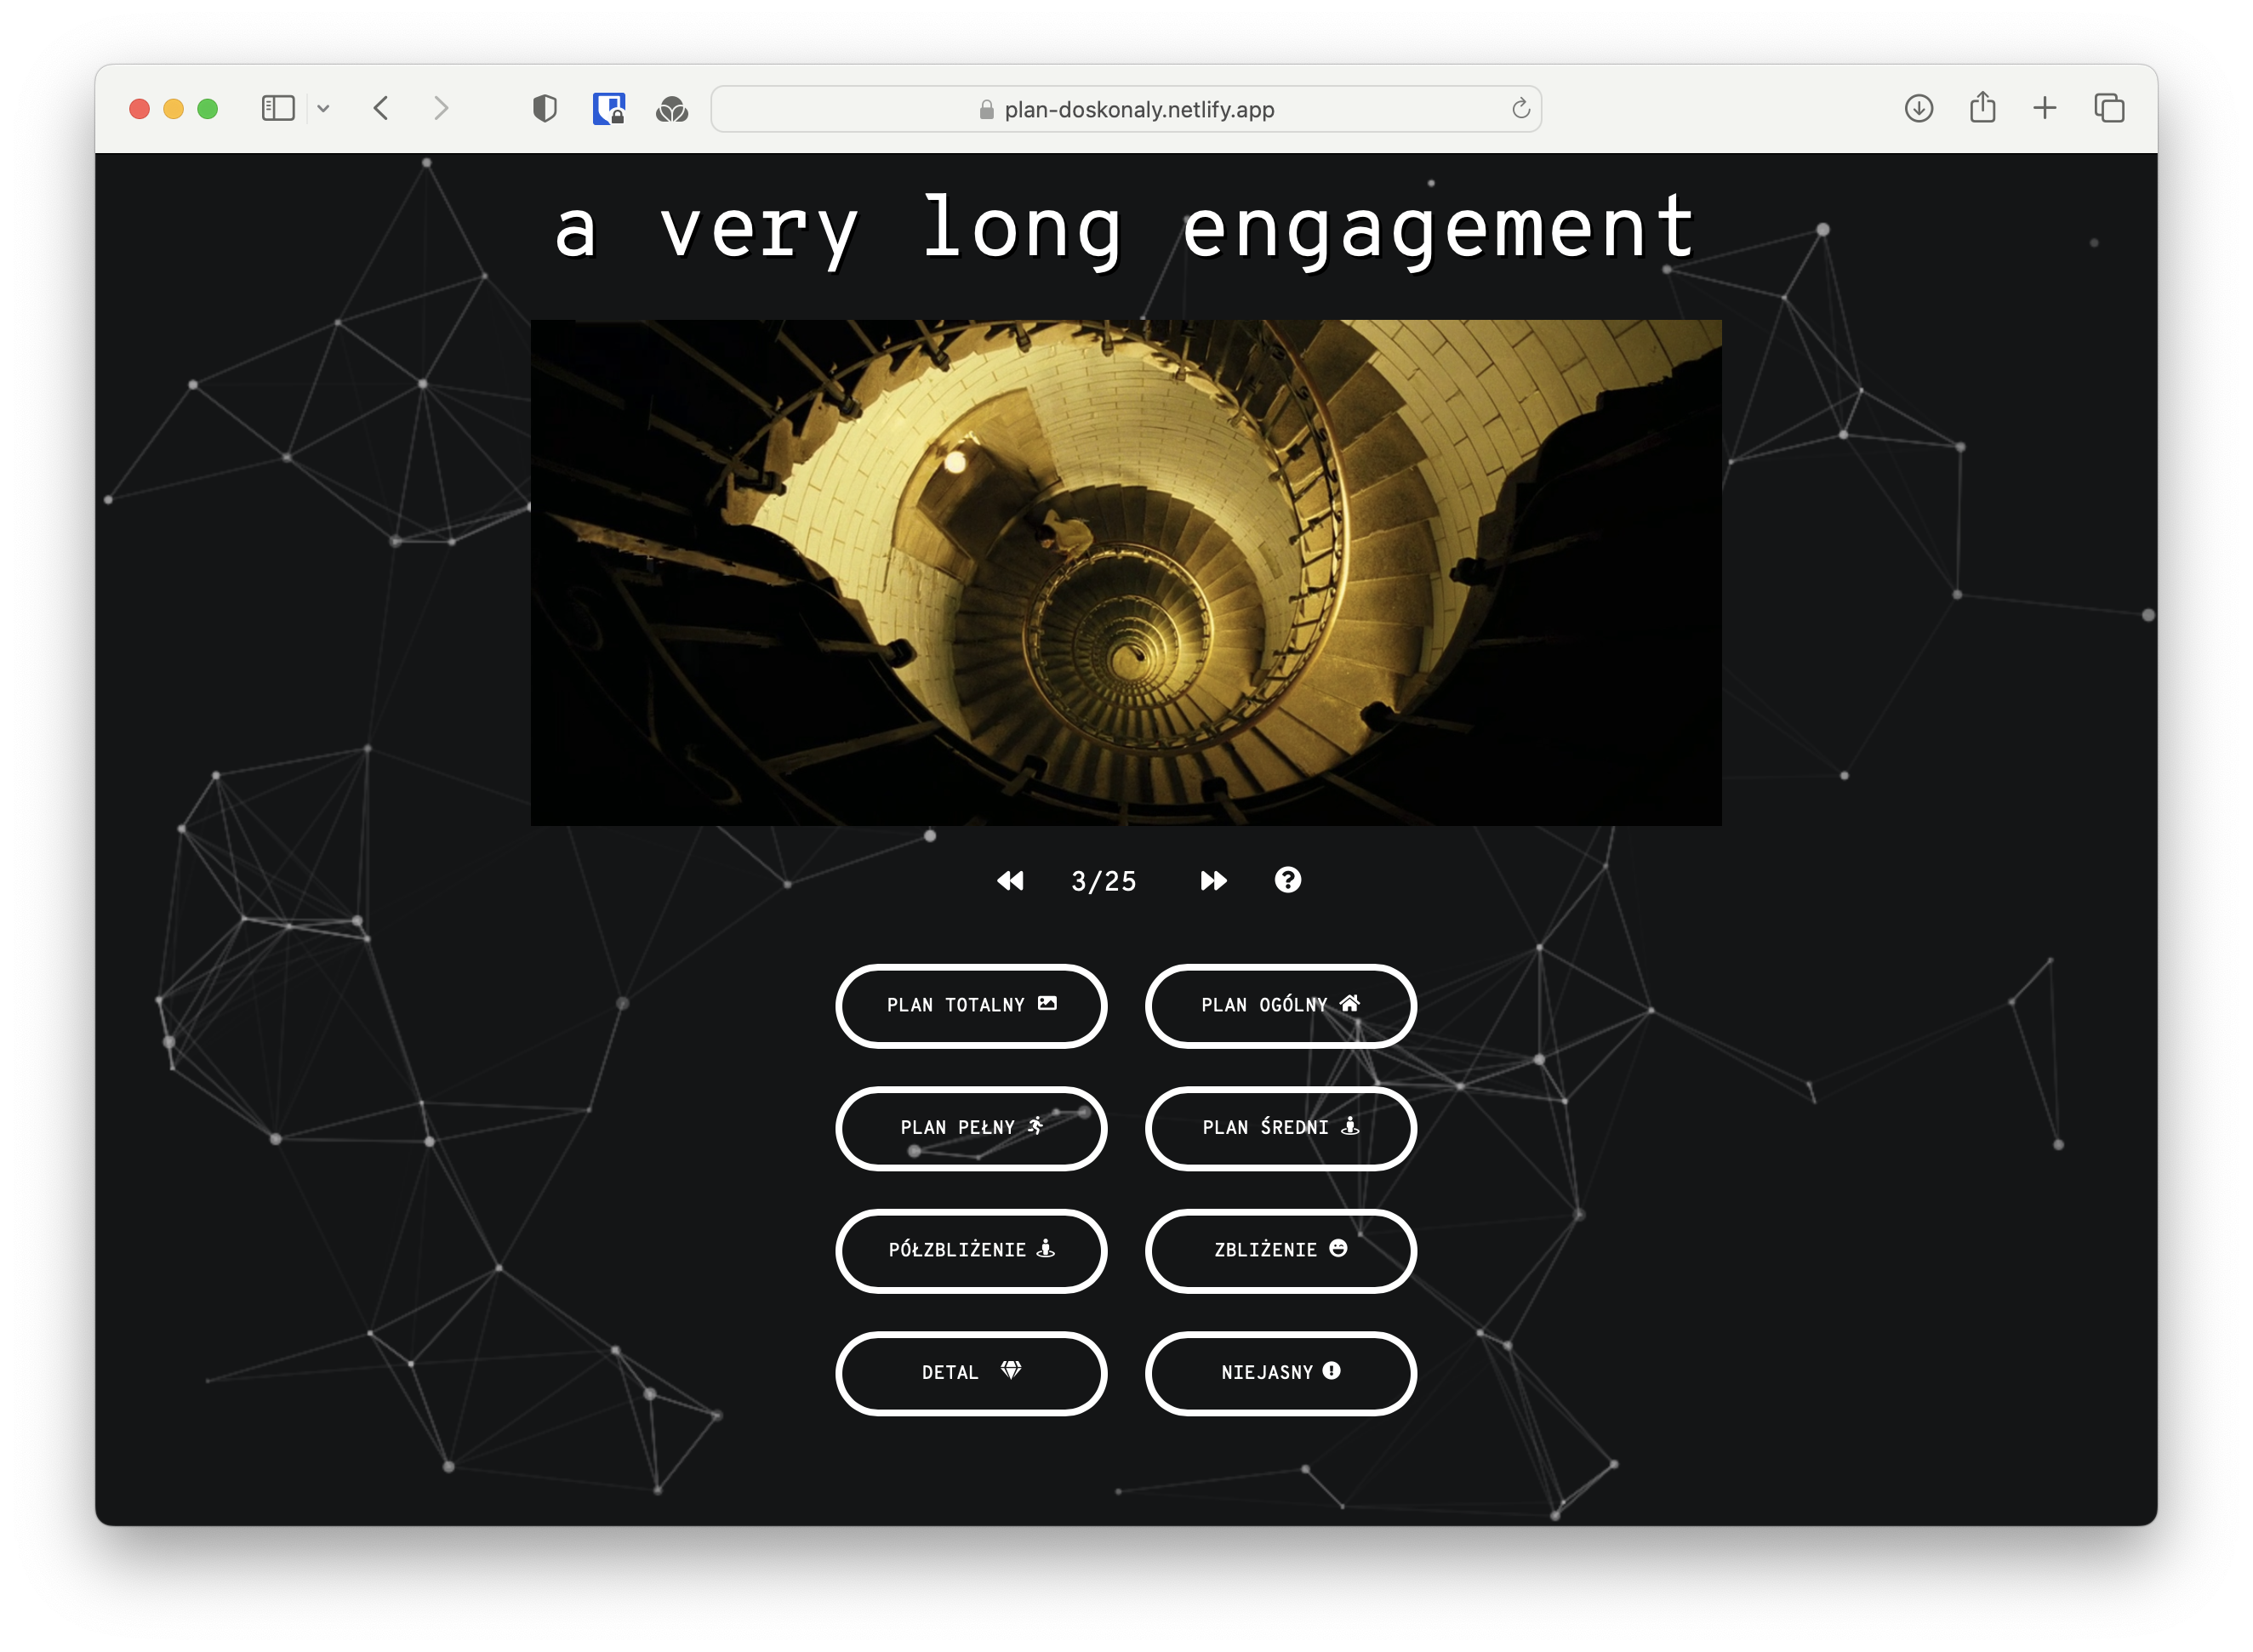 plan-doskonaly.netlify.app
a very long engagement
3/25
PLAN TOTALNY
PLAN OGÓLNY
PLAN PEŁNY
PLAN ŚREDNI
PÓŁZBLIŻENIE
ZBLIŻENIE
DETAL
NIEJASNY